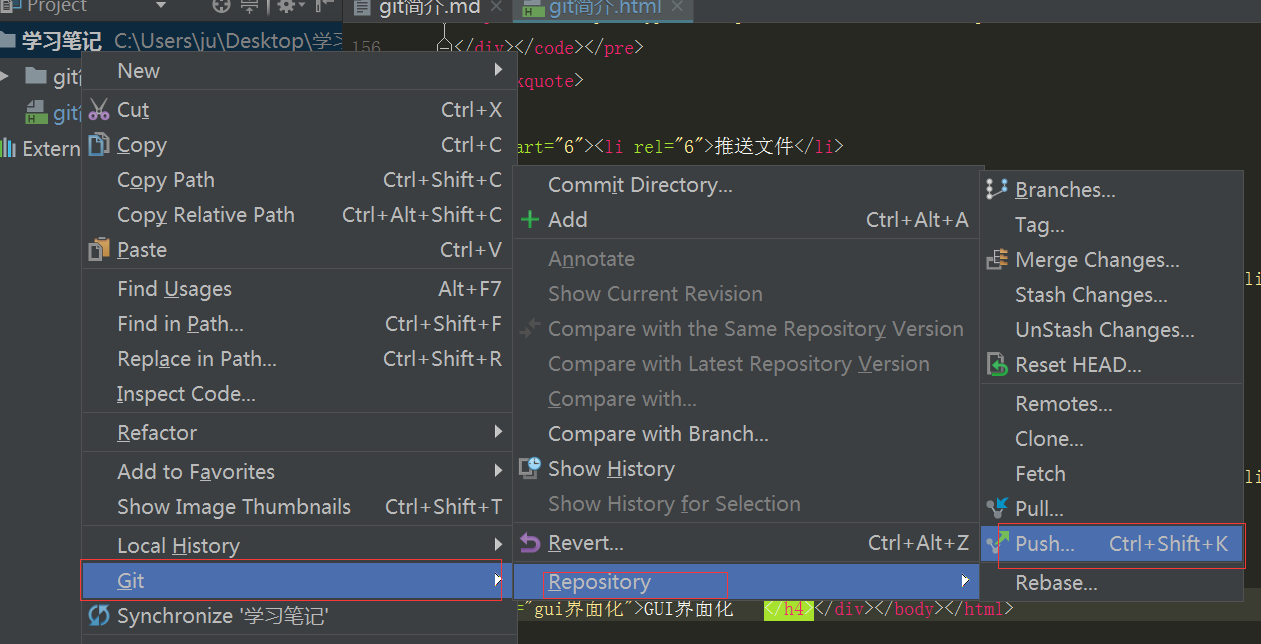 Project
git简介.md
git简介.html
学习笔记 C:\Users\ju\Desktop\学习
git
git
Extern
156
</div></code></pre>
kquote>
art="6"><li rel="6">推送文件</li>
li
li
="gui界面化">GUI界面化 </h4></div></body></html>
New
Cut Ctrl+X
Copy Ctrl+C
Copy Path Ctrl+Shift+C
Copy Relative Path Ctrl+Alt+Shift+C
Paste Ctrl+V
Find Usages Alt+F7
Find in Path... Ctrl+Shift+F
Replace in Path... Ctrl+Shift+R
Inspect Code...
Refactor
Add to Favorites
Show Image Thumbnails Ctrl+Shift+T
Local History
Git
Synchronize '学习笔记'
Commit Directory...
Add Ctrl+Alt+A
Annotate
Show Current Revision
Compare with the Same Repository Version
Compare with Latest Repository Version
Compare with...
Compare with Branch...
Show History
Show History for Selection
Revert... Ctrl+Alt+Z
Repository
Branches...
Tag...
Merge Changes...
Stash Changes...
UnStash Changes...
Reset HEAD...
Remotes...
Clone...
Fetch
Pull...
Push... Ctrl+Shift+K
Rebase...